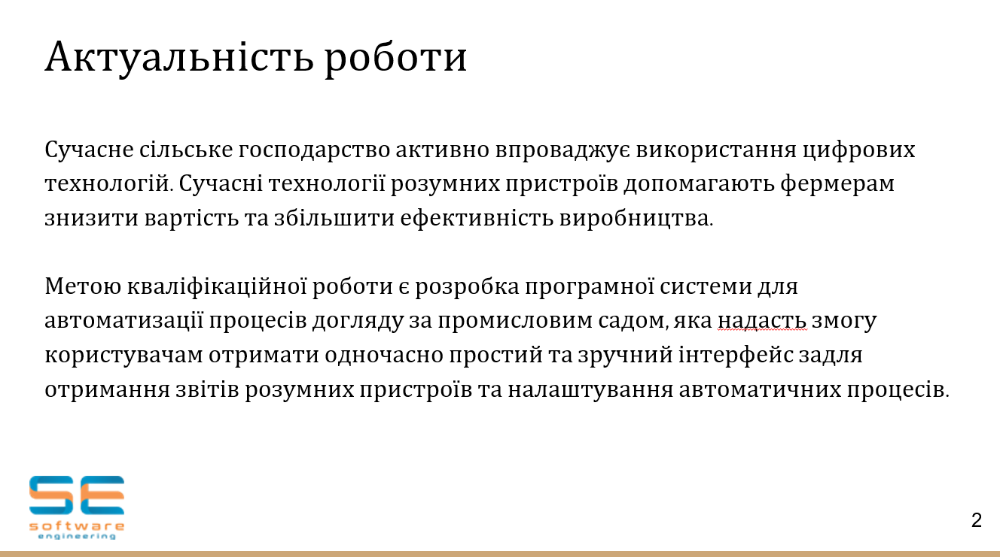 Актуальність роботи
Сучасне сільське господарство активно впроваджує використання цифрових
технологій. Сучасні технології розумних пристроїв допомагають фермерам
знизити вартість та збільшити ефективність виробництва.
Метою кваліфікаційної роботи є розробка програмної системи для
автоматизації процесів догляду за промисловим садом, яка надасть змогу
користувачам отримати одночасно простий та зручний інтерфейс задля
отримання звітів розумних пристроїв та налаштування автоматичних процесів.
SE
software
engineering
2